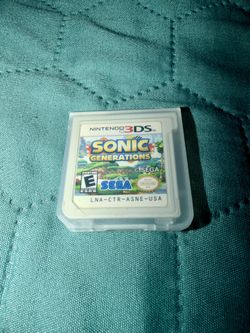 NINTENDO 3DS
SONIC
GENERATIONS
SEGA
E
SEGA
LNA-CTR-ASNE-USA